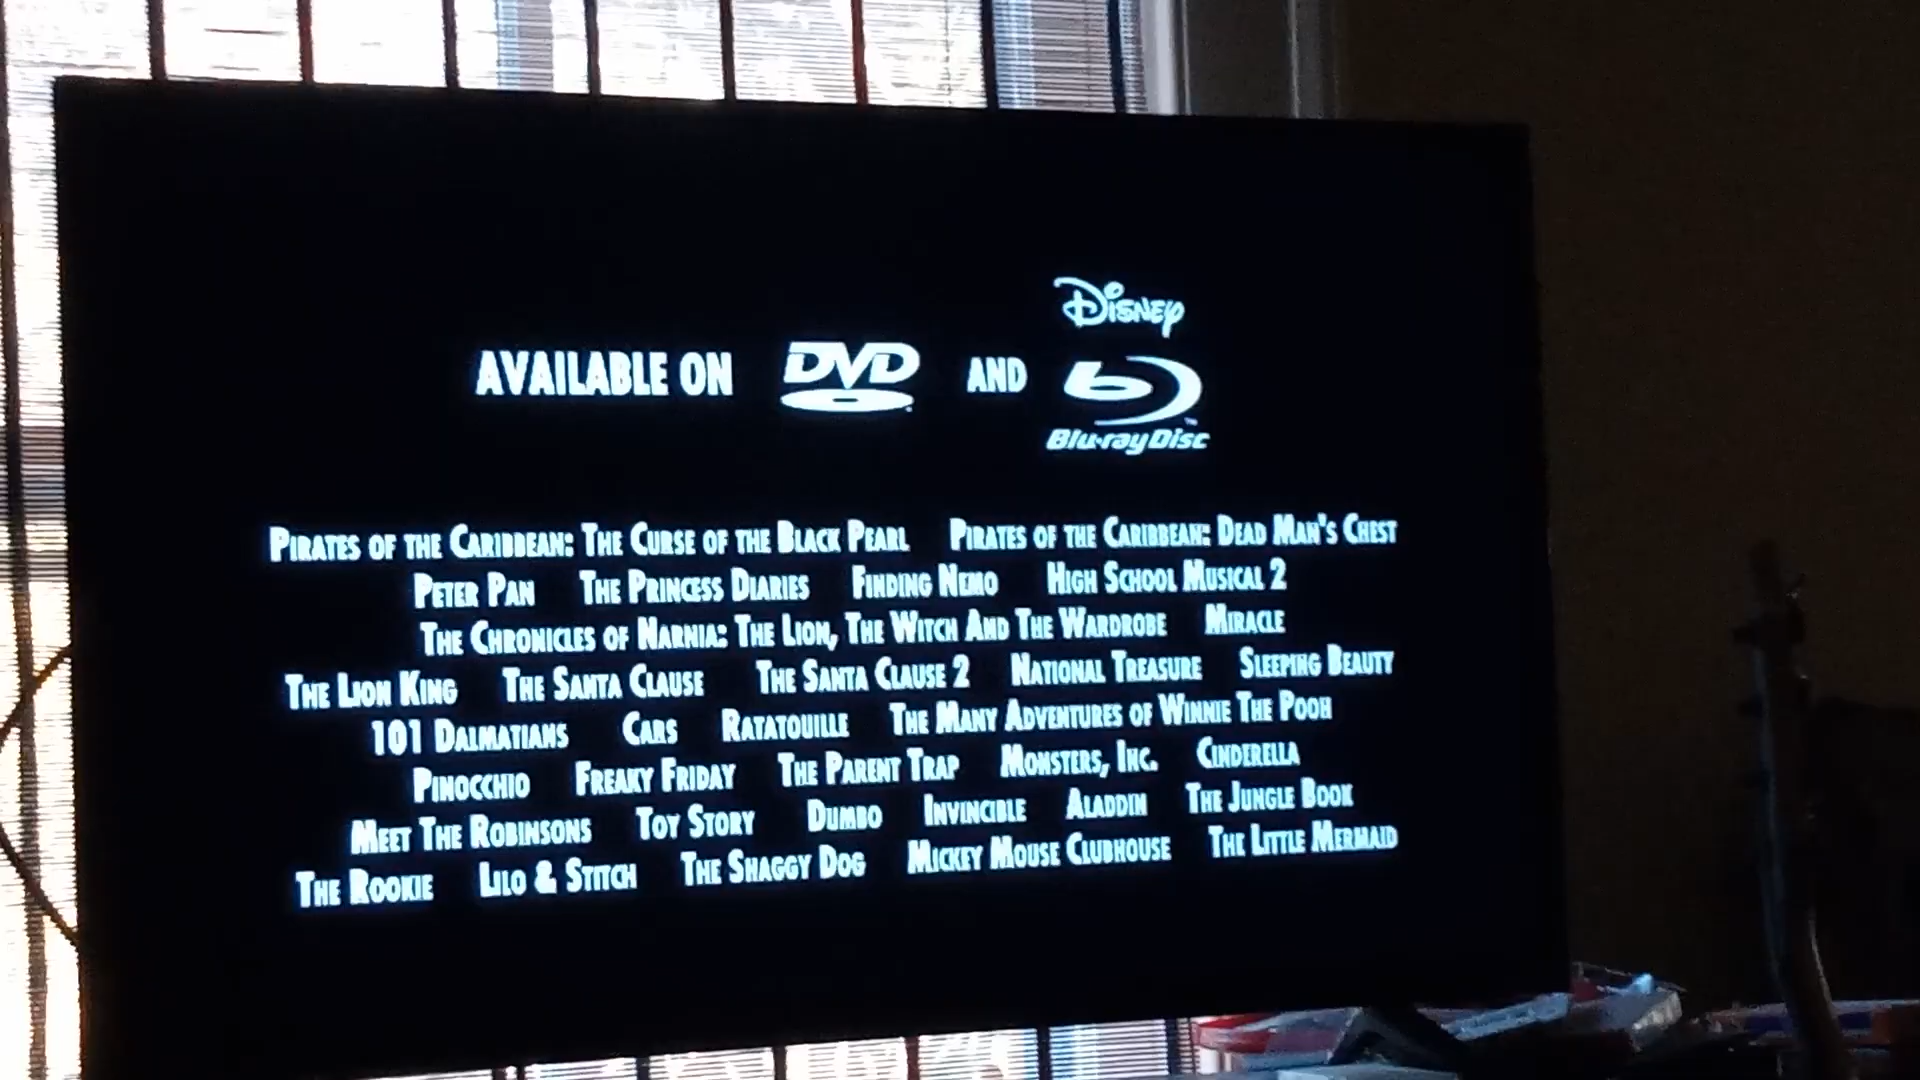 Disney
AVAILABLE ON DVD AND Blu-ray Disc
PIRATES OF THE CARIBBEAN: THE CURSE OF THE BLACK PEARL PIRATES OF THE CARIBBEAN: DEAD MAN'S CHEST
PETER PAN THE PRINCESS DIARIES FINDING NEMO HIGH SCHOOL MUSICAL 2
THE CHRONICLES OF NARNIA: THE LION, THE WITCH AND THE WARDROBE MIRACLE
THE LION KING THE SANTA CLAUSE THE SANTA CLAUSE 2 NATIONAL TREASURE SLEEPING BEAUTY
101 DALMATIANS CARS RATATOUILLE THE MANY ADVENTURES OF WINNIE THE POOH
PINOCCHIO FREAKY FRIDAY THE PARENT TRAP MONSTERS, INC. CINDERELLA
MEET THE ROBINSONS TOY STORY DUMBO INVINCIBLE ALADDIN THE JUNGLE BOOK
THE ROOKIE LILO & STITCH THE SHAGGY DOG MICKEY MOUSE CLUBHOUSE THE LITTLE MERMAID